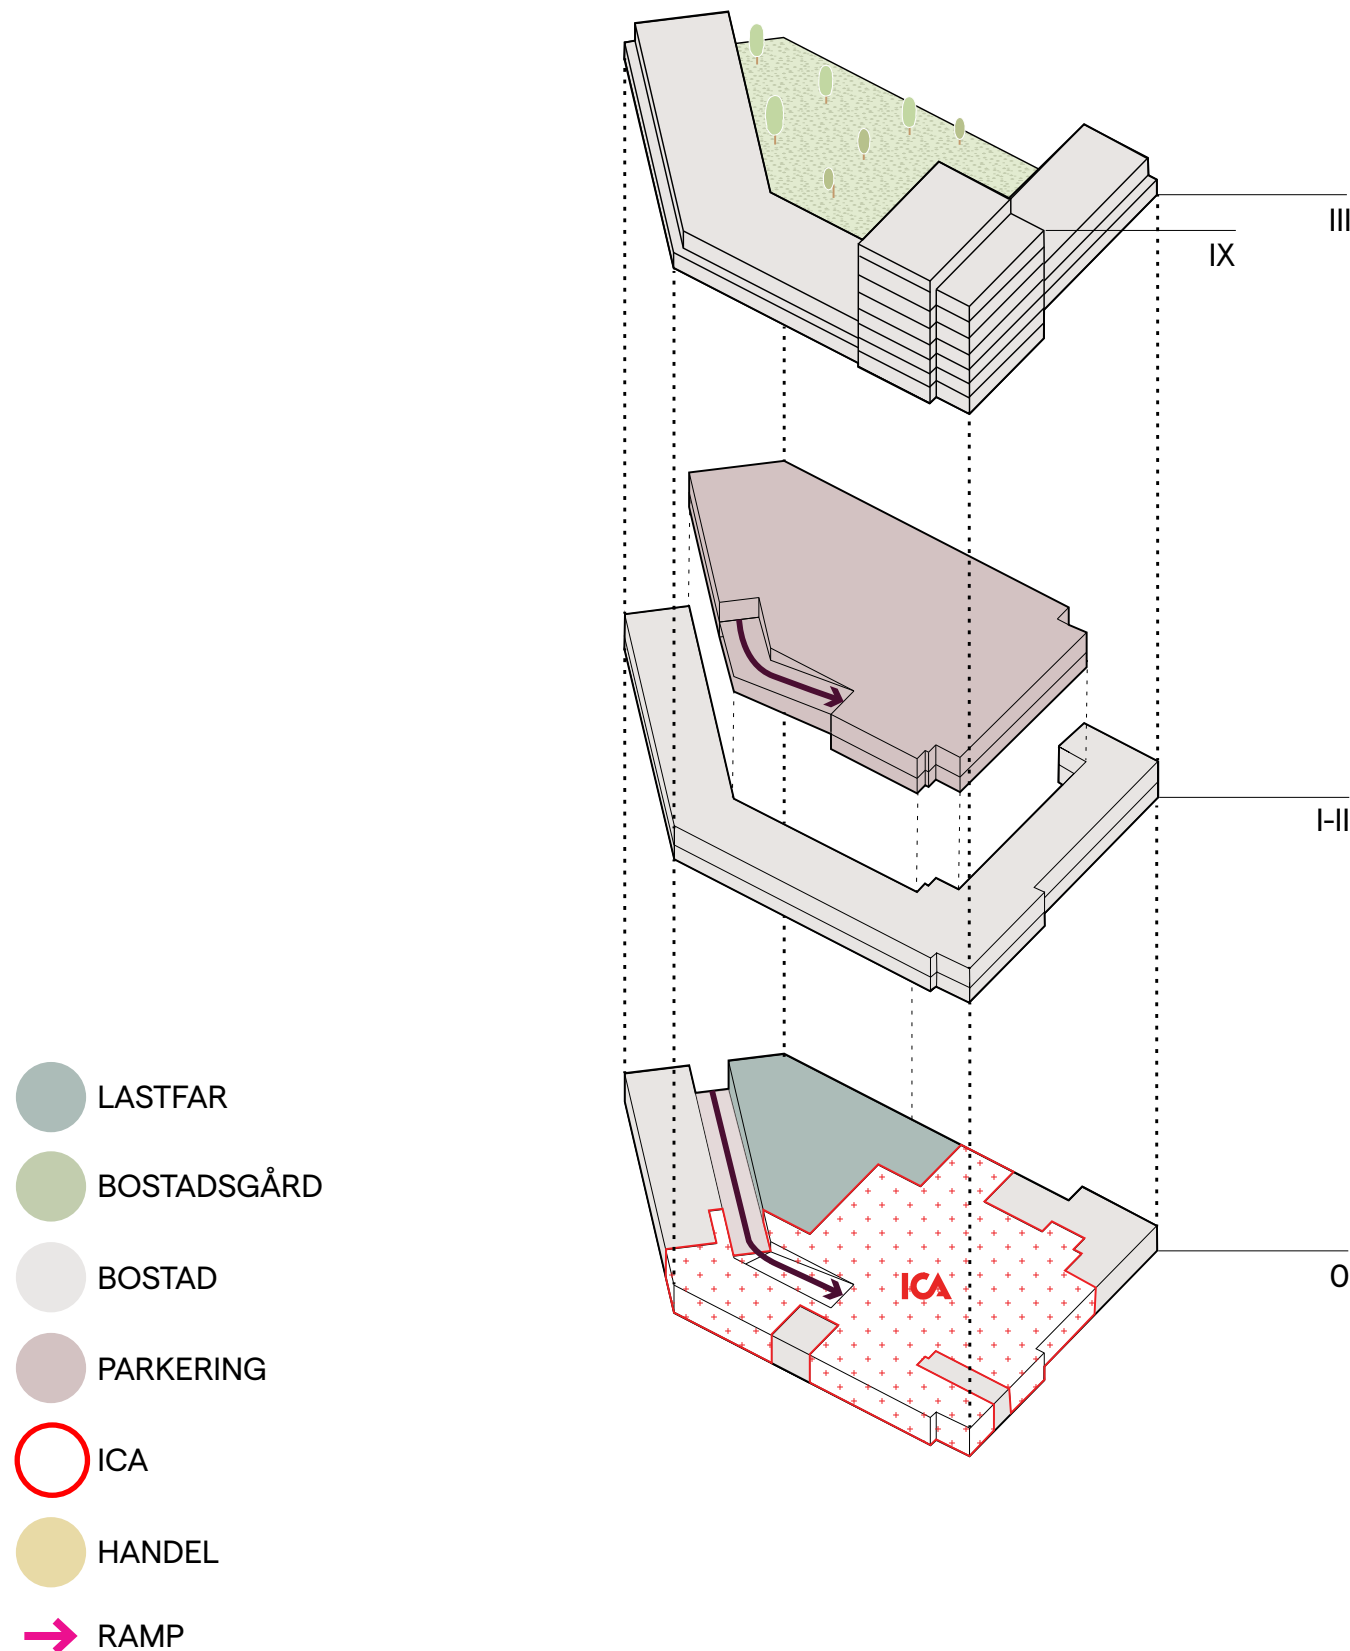 III
IX
I-II
LASTFAR
BOSTADSGÅRD
BOSTAD
0
ICA
PARKERING
ICA
HANDEL
RAMP